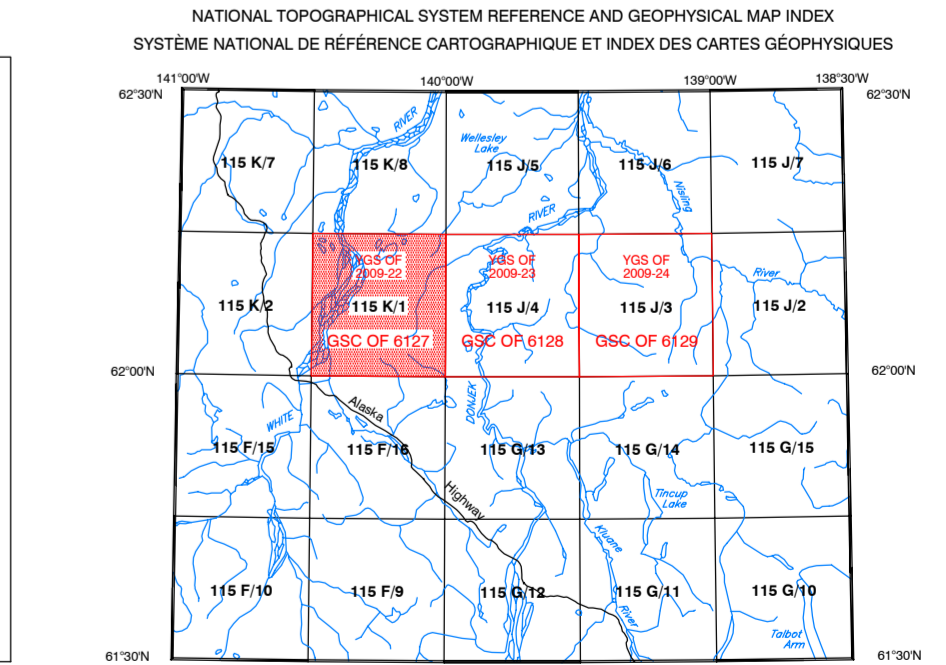 NATIONAL TOPOGRAPHICAL SYSTEM REFERENCE AND GEOPHYSICAL MAP INDEX
SYSTÈME NATIONAL DE RÉFÉRENCE CARTOGRAPHIQUE ET INDEX DES CARTES GÉOPHYSIQUES
141°00'W
140°00'W
139°00'W
138°30'W
62°30'N
62°30'N
RIVER
Wellesley
Lake
115 K/7
115 K/8
115 J/5
115 J/6
115 J/7
Nisling
RIVER
YGS OF
2009-22
YGS OF
2009-23
YGS OF
2009-24
River
115 K/2
115 K/1
115 J/4
115 J/3
115 J/2
GSC OF 6127
GSC OF 6128
GSC OF 6129
62°00'N
62°00'N
Alaska
DONJEK
WHITE
115 F/15
115 F/16
115 G/13
115 G/14
115 G/15
Highway
Tincup
Lake
Kluane
115 F/10
115 F/9
115 G/12
115 G/11
115 G/10
River
Talbot
Arm
61°30'N
61°30'N